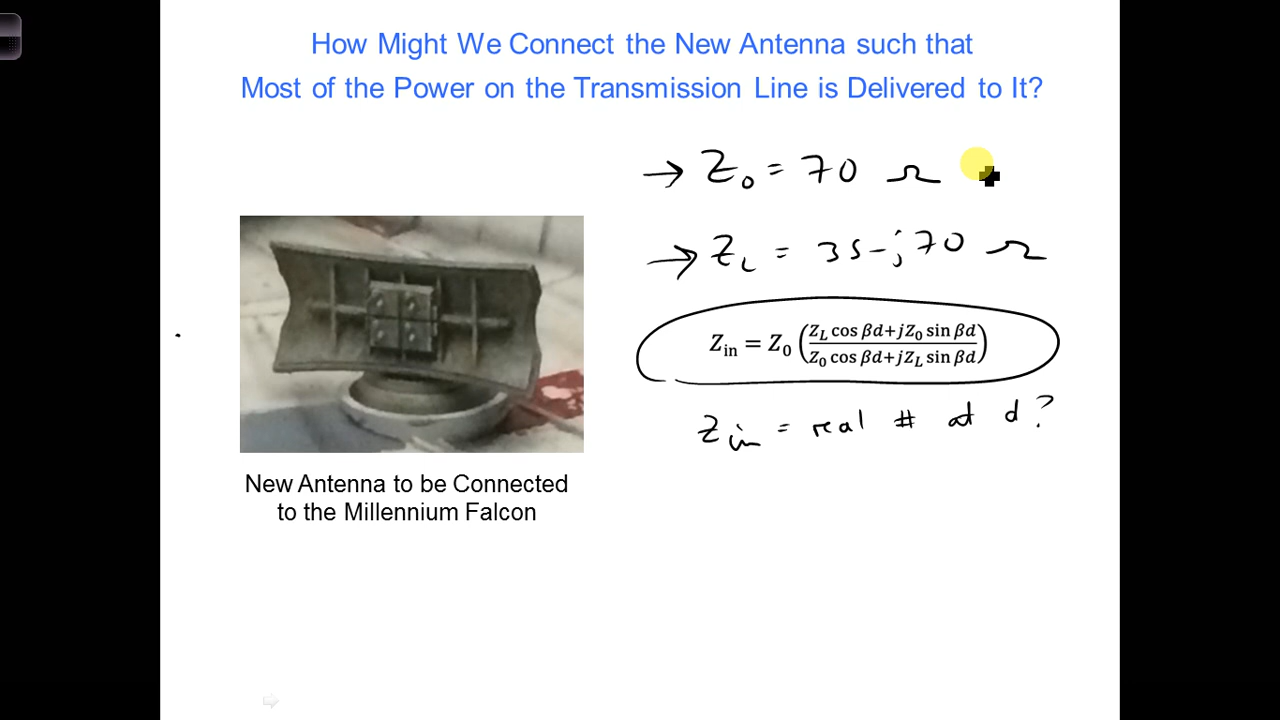 How Might We Connect the New Antenna such that
Most of the Power on the Transmission Line is Delivered to It?
→ Z₀ = 70 Ω
→ Z_L = 35-j70 Ω
Z_in = Z₀ (Z_L cos βd+jZ₀ sin βd / Z₀ cos βd+jZ_L sin βd)
Z_in = real # at d?
New Antenna to be Connected
to the Millennium Falcon